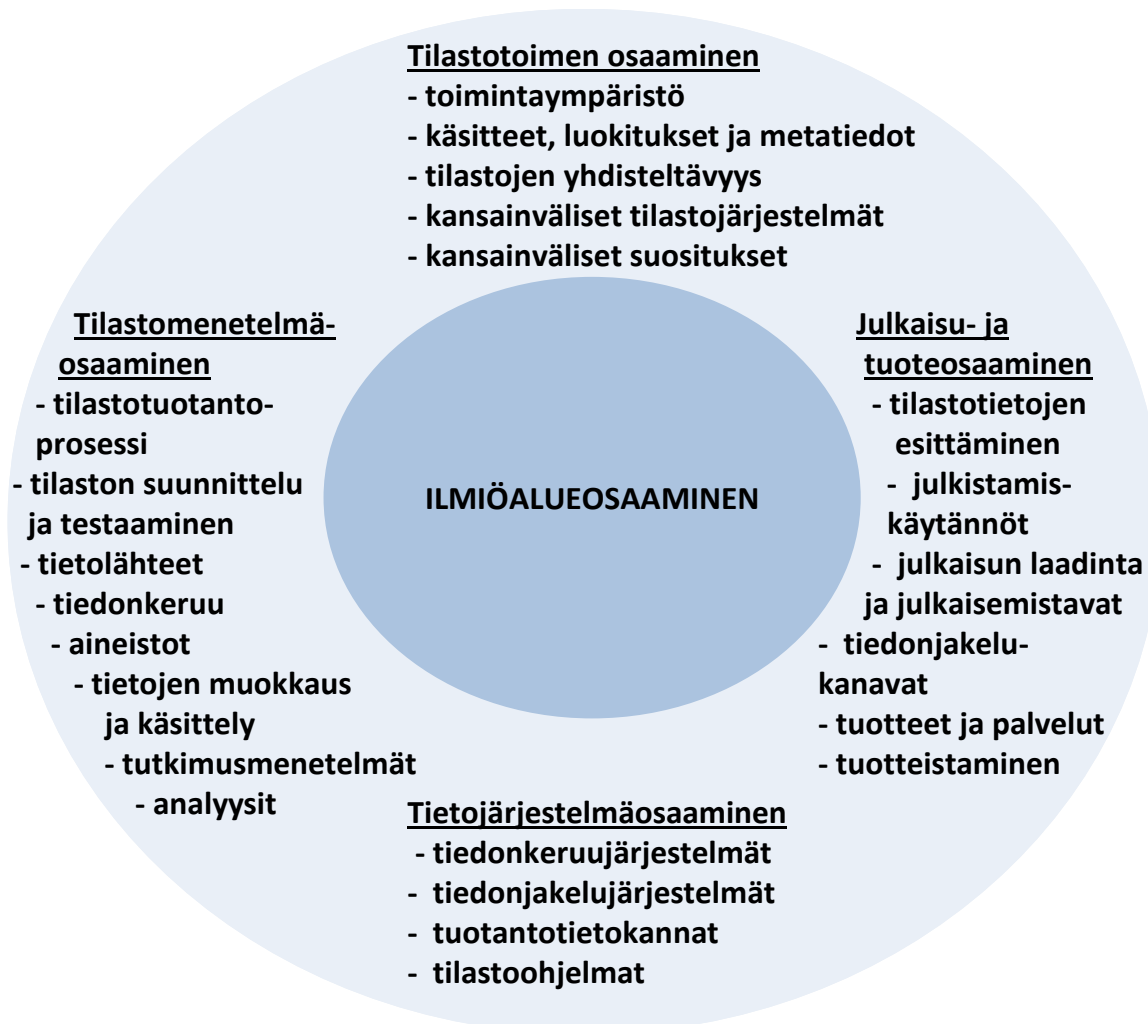 Tilastotoimen osaaminen
- toimintaympäristö
- käsitteet, luokitukset ja metatiedot
- tilastojen yhdisteltävyys
- kansainväliset tilastojärjestelmät
- kansainväliset suositukset
Tilastomenetelmä-
osaaminen
- tilastotuotanto-
prosessi
- tilaston suunnittelu
ja testaaminen
- tietolähteet
- tiedonkeruu
- aineistot
- tietojen muokkaus
ja käsittely
- tutkimusmenetelmät
- analyysit
ILMIÖALUEOSAAMINEN
Julkaisu- ja
tuoteosaaminen
- tilastotietojen
esittäminen
- julkistamis-
käytännöt
- julkaisun laadinta
ja julkaisemistavat
- tiedonjakelu-
kanavat
- tuotteet ja palvelut
- tuotteistaminen
Tietojärjestelmäosaaminen
- tiedonkeruujärjestelmät
- tiedonjakelujärjestelmät
- tuotantotietokannat
- tilastoohjelmat